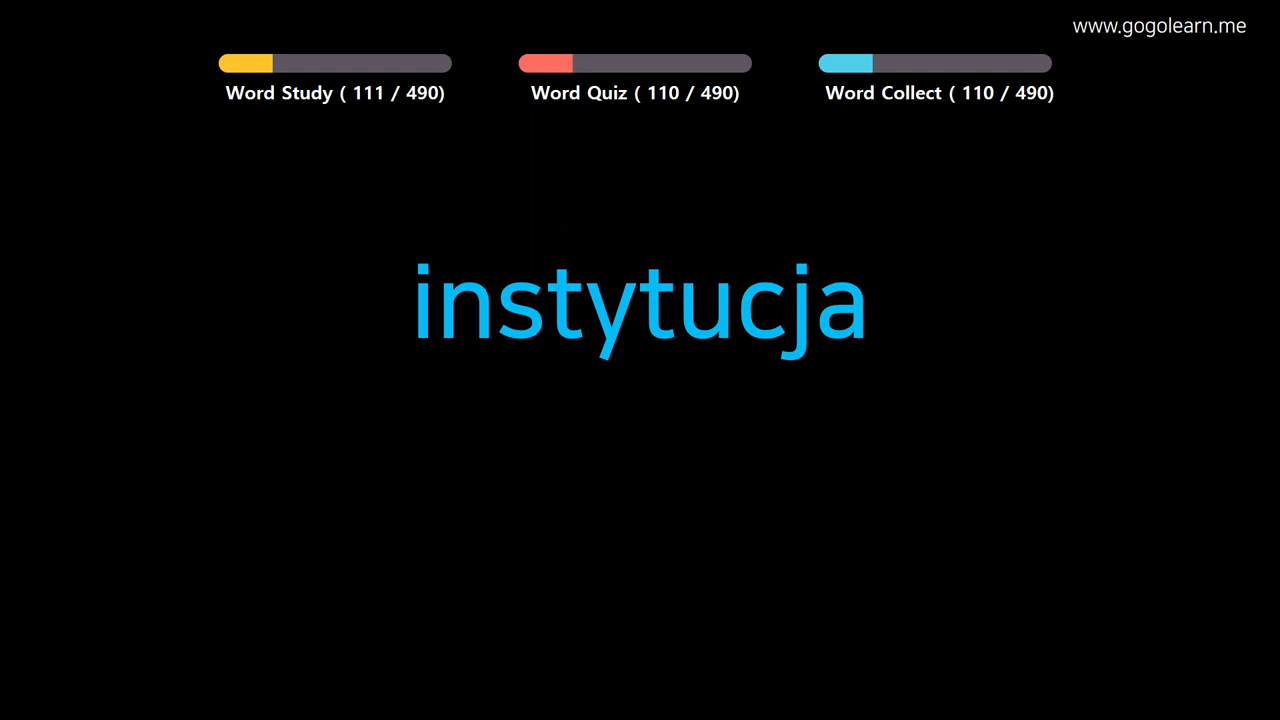 www.gogolearn.me
Word Study ( 111 / 490)
Word Quiz ( 110 / 490)
Word Collect ( 110 / 490)
instytucja